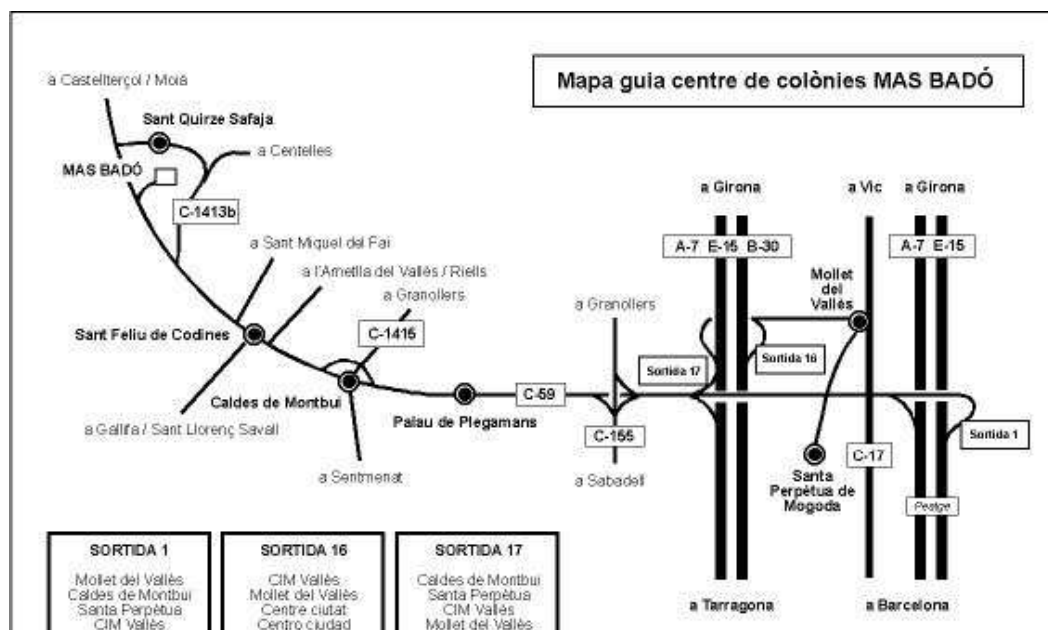 Mapa guia centre de colònies MAS BADÓ
a Castellterçol / Moià
Sant Quirze Safaja
a Centelles
MAS BADÓ
C-1413b
a Sant Miquel del Fai
a l'Ametlla del Vallès / Riells
a Granollers
C-1415
Sant Feliu de Codines
Caldes de Montbui
a Gallifa / Sant Llorenç Savall
a Sentmenat
Palau de Plegamans
C-59
a Granollers
C-155
a Sabadell
a Girona
A-7 E-15 B-30
Sortida 17
Sortida 16
a Vic
Mollet
del
Vallès
a Girona
A-7 E-15
Sortida 1
C-17
Santa
Perpètua de
Mogoda
Peatge
a Tarragona
a Barcelona
SORTIDA 1
Mollet del Vallès
Caldes de Montbui
Santa Perpètua
CIM Vallès
SORTIDA 16
CIM Vallès
Mollet del Vallès
Centre ciutat
Centro ciudad
SORTIDA 17
Caldes de Montbui
Santa Perpètua
CIM Vallès
Mollet del Vallès